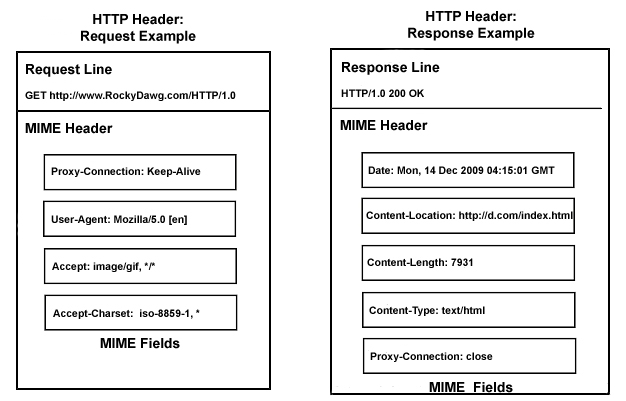 HTTP Header:
Request Example
Request Line
GET http://www.RockyDawg.com/HTTP/1.0
MIME Header
Proxy-Connection: Keep-Alive
User-Agent: Mozilla/5.0 [en]
Accept: image/gif, */*
Accept-Charset: iso-8859-1, *
MIME Fields
HTTP Header:
Response Example
Response Line
HTTP/1.0 200 OK
MIME Header
Date: Mon, 14 Dec 2009 04:15:01 GMT
Content-Location: http://d.com/index.html
Content-Length: 7931
Content-Type: text/html
Proxy-Connection: close
MIME Fields